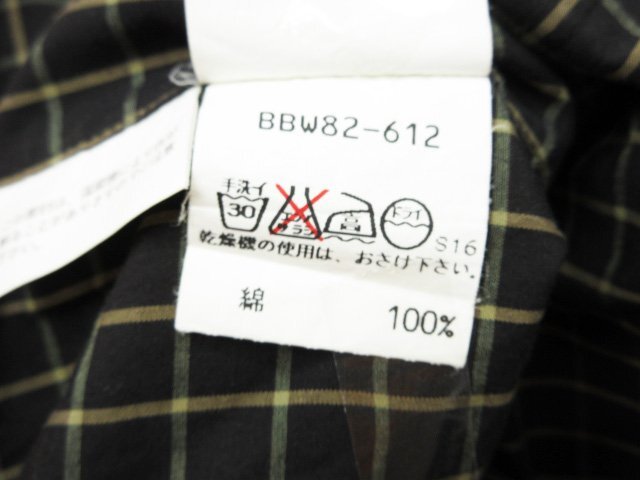 BBW82-612
手洗イ
30
エンソ
サラシ
高
ドライ
S16
乾燥機の使用は、おさけ下さい。
綿 100%